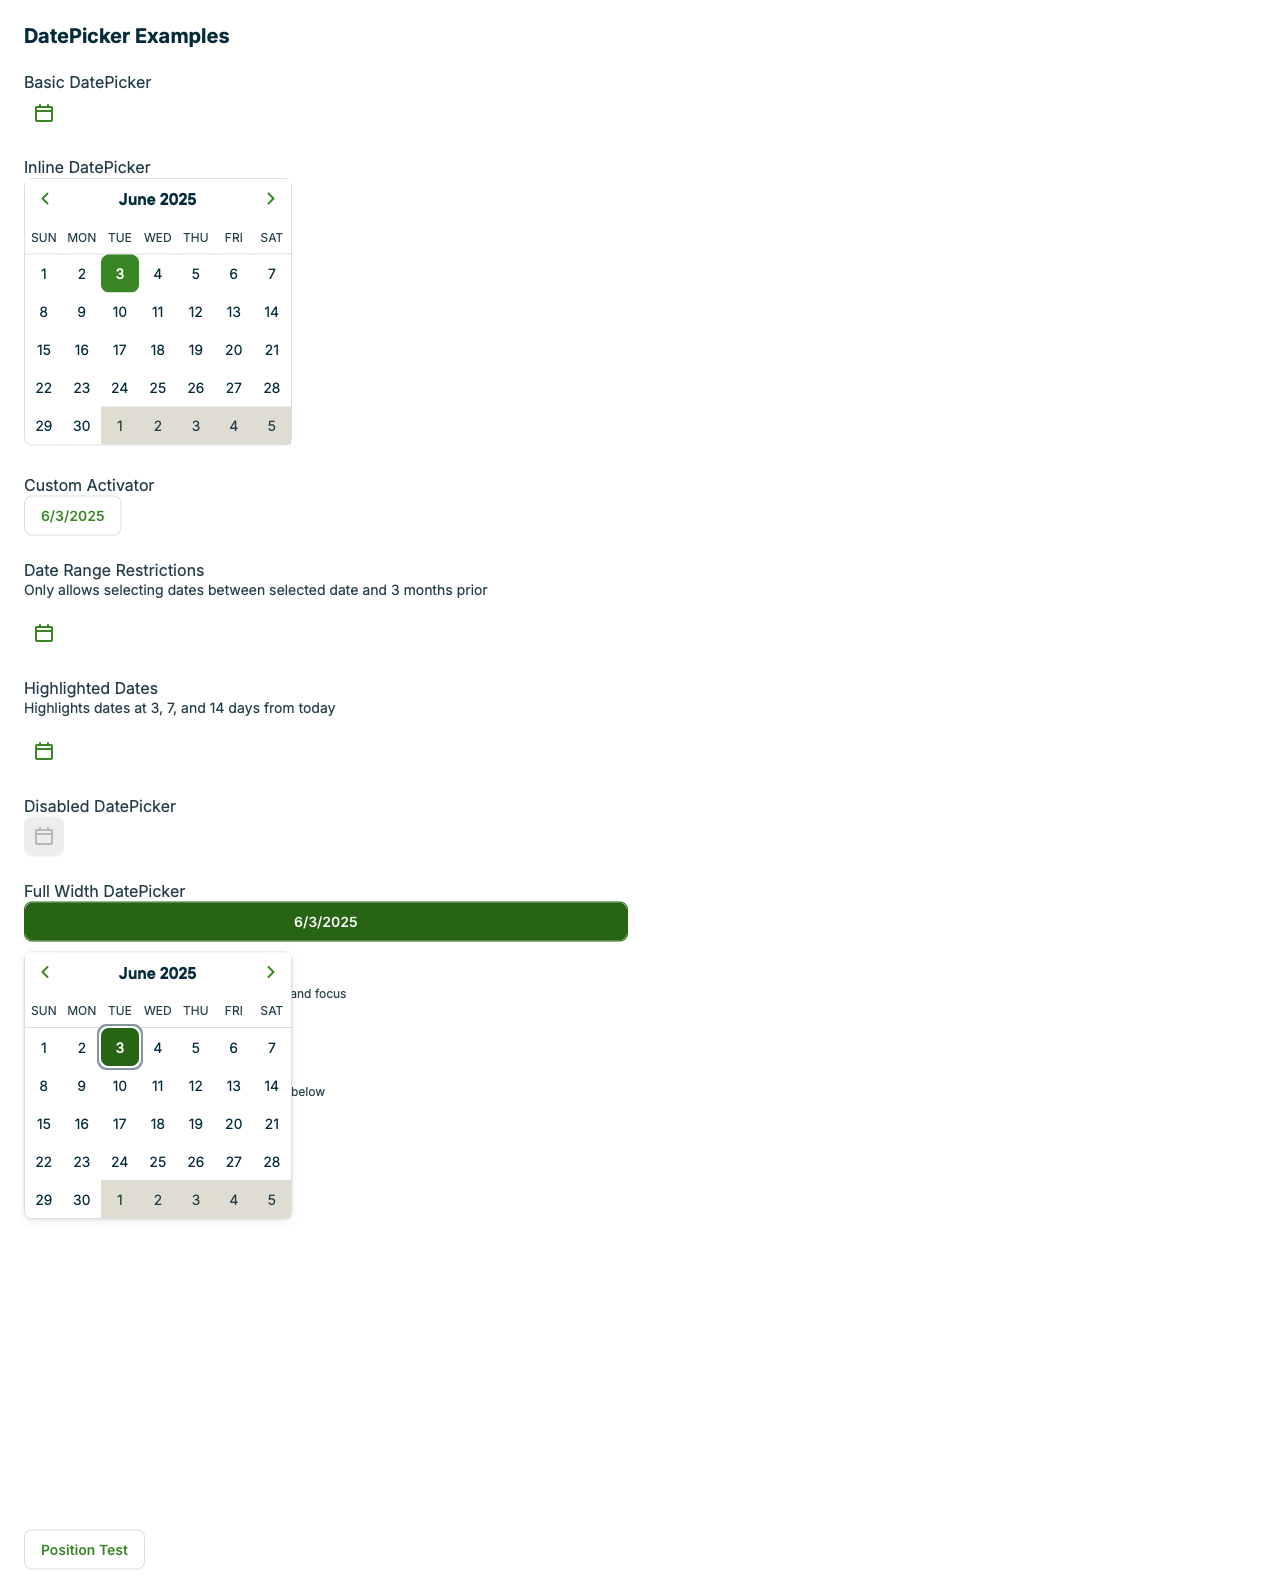 DatePicker Examples
Basic DatePicker
Inline DatePicker
June 2025
SUN MON TUE WED THU FRI SAT
1 2 3 4 5 6 7
8 9 10 11 12 13 14
15 16 17 18 19 20 21
22 23 24 25 26 27 28
29 30 1 2 3 4 5
Custom Activator
6/3/2025
Date Range Restrictions
Only allows selecting dates between selected date and 3 months prior
Highlighted Dates
Highlights dates at 3, 7, and 14 days from today
Disabled DatePicker
Full Width DatePicker
6/3/2025
June 2025
and focus
SUN MON TUE WED THU FRI SAT
1 2 3 4 5 6 7
8 9 10 11 12 13 14
below
15 16 17 18 19 20 21
22 23 24 25 26 27 28
29 30 1 2 3 4 5
Position Test